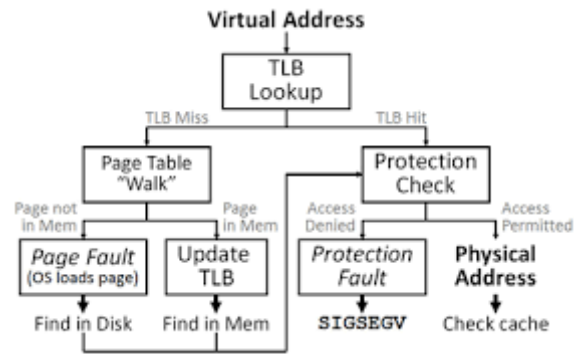 Virtual Address
TLB
Lookup
TLB Miss
TLB Hit
Page Table
"Walk"
Protection
Check
Page not
in Mem
Page
in Mem
Access
Denied
Access
Permitted
Page Fault
(OS loads page)
Update
TLB
Protection
Fault
Physical
Address
Find in Disk
Find in Mem
SIGSEGV
Check cache